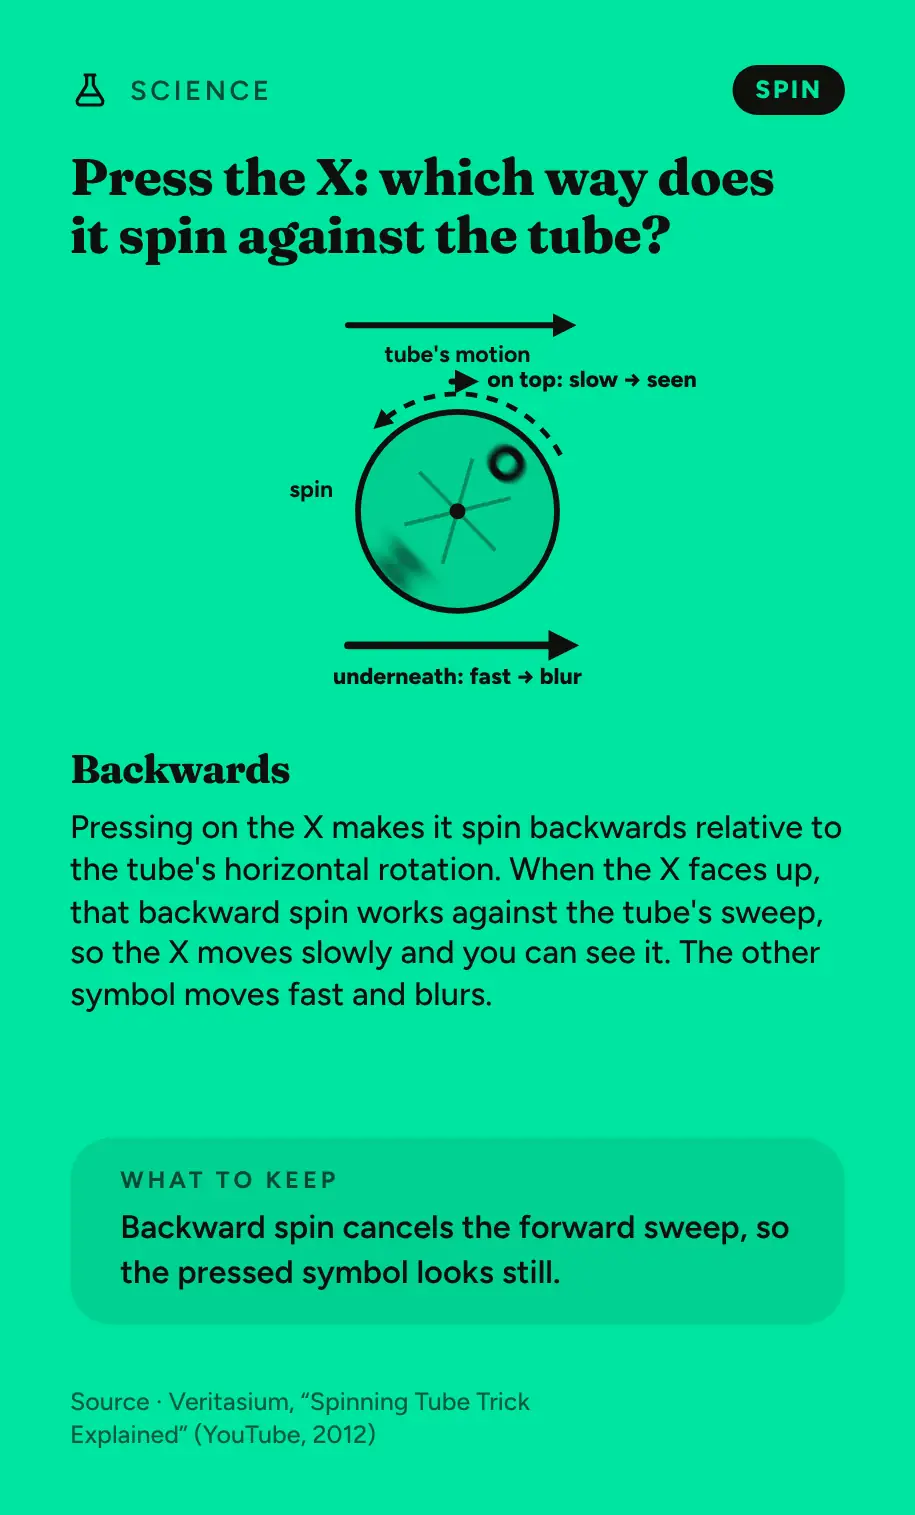 SCIENCE
SPIN
Press the X: which way does
it spin against the tube?
tube's motion
on top: slow → seen
spin
underneath: fast → blur
Backwards
Pressing on the X makes it spin backwards relative to
the tube's horizontal rotation. When the X faces up,
that backward spin works against the tube's sweep,
so the X moves slowly and you can see it. The other
symbol moves fast and blurs.
WHAT TO KEEP
Backward spin cancels the forward sweep, so
the pressed symbol looks still.
Source · Veritasium, “Spinning Tube Trick
Explained” (YouTube, 2012)